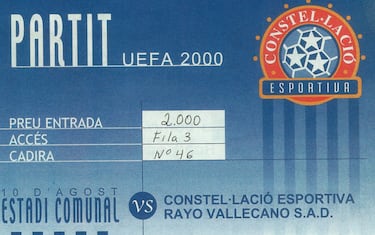 PARTIT UEFA 2000
CONSTEL·LACIÓ
ESPORTIVA
PREU ENTRADA 2.000
ACCÉS Fila 3
CADIRA Nº 46
10 D'AGOST
ESTADI COMUNAL
VS
CONSTEL·LACIÓ ESPORTIVA
RAYO VALLECANO S.A.D.